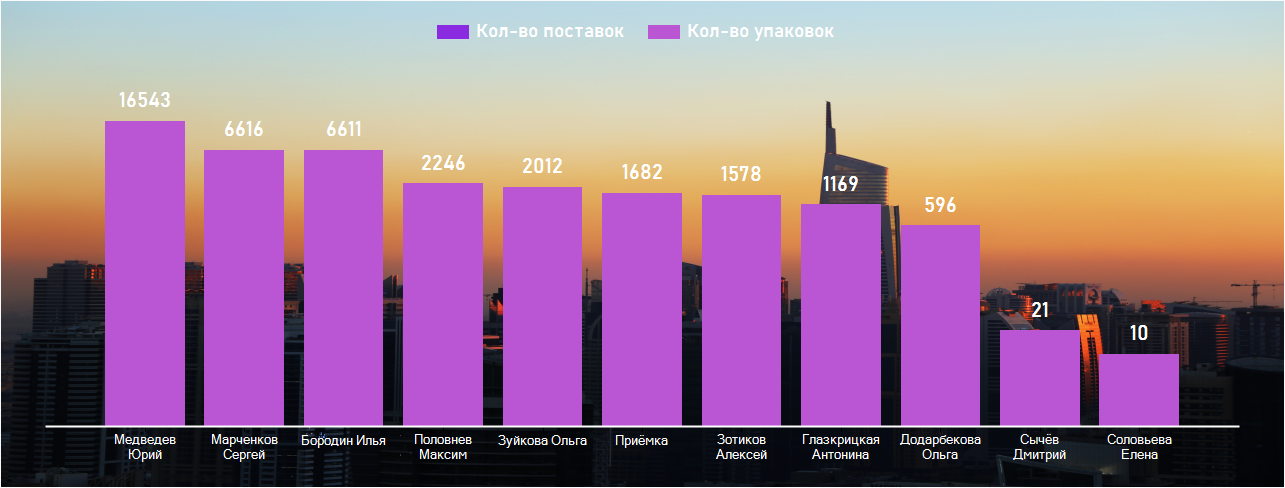 Кол-во поставок Кол-во упаковок
16543
6616
6611
2246
2012
1682
1578
1169
596
21
10
Медведев
Юрий
Марченков
Сергей
Бородин Илья
Половнев
Максим
Зуйкова Ольга
Приёмка
Зотиков
Алексей
Глазкрицкая
Антонина
Додарбекова
Ольга
Сычёв
Дмитрий
Соловьева
Елена